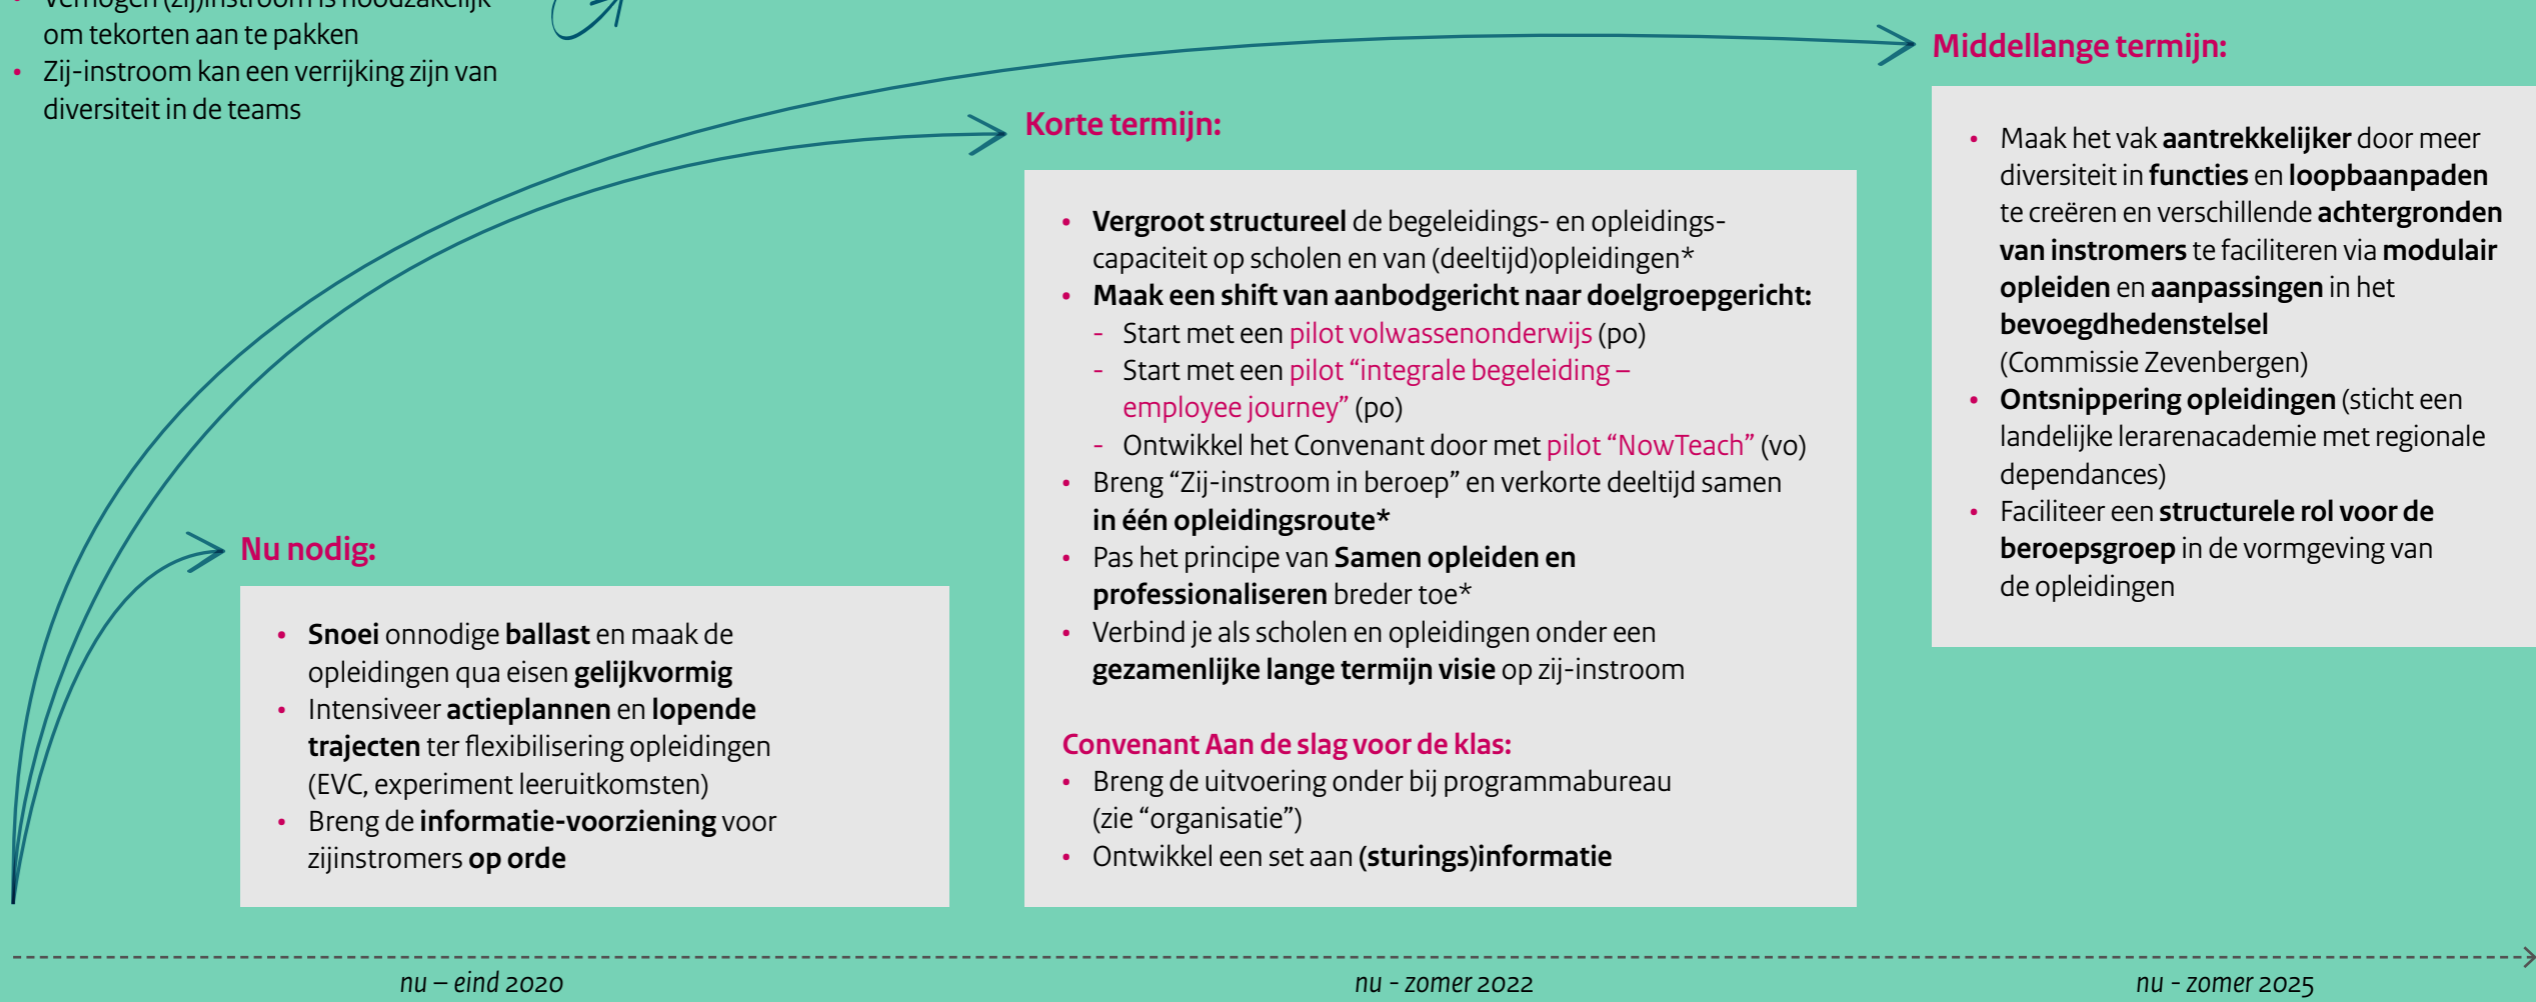 • Verhogen (zij)instroom is noodzakelijk
om tekorten aan te pakken
• Zij-instroom kan een verrijking zijn van
diversiteit in de teams
Nu nodig:
• Snoei onnodige ballast en maak de
opleidingen qua eisen gelijkvormig
• Intensiveer actieplannen en lopende
trajecten ter flexibilisering opleidingen
(EVC, experiment leeruitkomsten)
• Breng de informatie-voorziening voor
zijinstromers op orde
Korte termijn:
• Vergroot structureel de begeleidings- en opleidings-
capaciteit op scholen en van (deeltijd)opleidingen*
• Maak een shift van aanbodgericht naar doelgroepgericht:
- Start met een pilot volwassenonderwijs (po)
- Start met een pilot “integrale begeleiding –
employee journey” (po)
- Ontwikkel het Convenant door met pilot “NowTeach” (vo)
• Breng “Zij-instroom in beroep” en verkorte deeltijd samen
in één opleidingsroute*
• Pas het principe van Samen opleiden en
professionaliseren breder toe*
• Verbind je als scholen en opleidingen onder een
gezamenlijke lange termijn visie op zij-instroom
Convenant Aan de slag voor de klas:
• Breng de uitvoering onder bij programmabureau
(zie “organisatie”)
• Ontwikkel een set aan (sturings)informatie
Middellange termijn:
• Maak het vak aantrekkelijker door meer
diversiteit in functies en loopbaanpaden
te creëren en verschillende achtergronden
van instromers te faciliteren via modulair
opleiden en aanpassingen in het
bevoegdhedenstelsel
(Commissie Zevenbergen)
• Ontsnippering opleidingen (sticht een
landelijke lerarenacademie met regionale
dependances)
• Faciliteer een structurele rol voor de
beroepsgroep in de vormgeving van
de opleidingen
nu – eind 2020
nu - zomer 2022
nu - zomer 2025